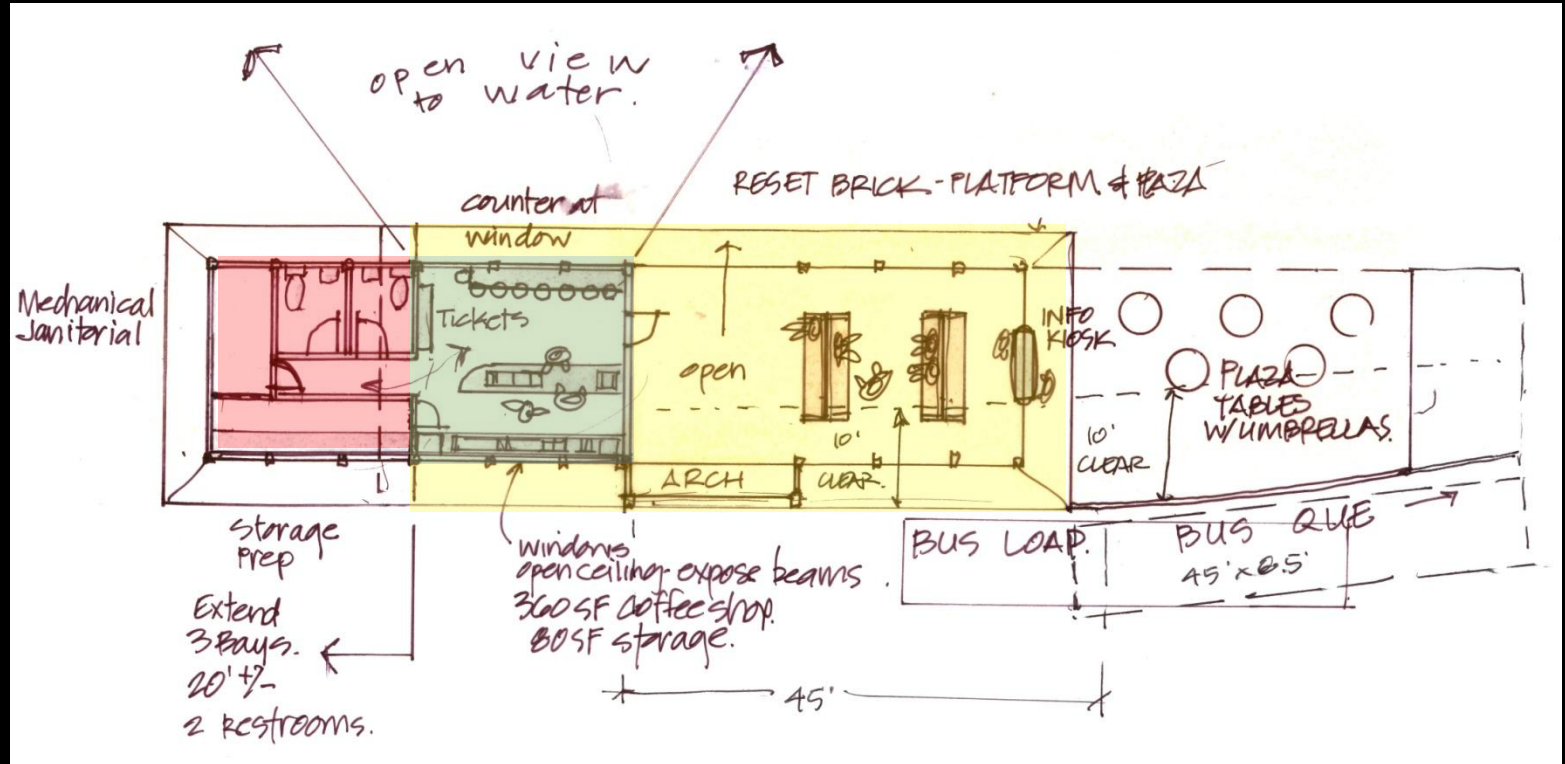 open view
to water.
RESET BRICK-PLATFORM & PLAZA
counter at
window
Mechanical
Janitorial
Tickets
open
INFO
KIOSK
PLAZA
TABLES
W/UMBRELLAS.
10'
CLEAR
10'
CLEAR.
ARCH
Storage
Prep
windows
open ceiling-expose beams
360 SF coffee shop.
80 SF storage.
BUS LOAD.
BUS QUE
45' x 8.5'
Extend
3 Bays.
20' +/-
2 Restrooms.
45'